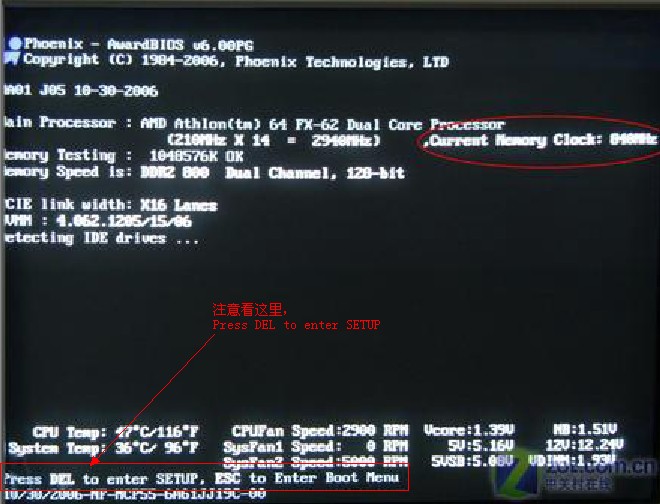 Phoenix - AwardBIOS v6.00PG
Copyright (C) 1984-2006, Phoenix Technologies, LTD
J05 10-30-2006
ain Processor : AMD Athlon(tm) 64 FX-62 Dual Core Processor
(210MHz X 14 = 2940MHz) ,Current Memory Clock: 840MHz
emory Testing : 1048576K OK
emory Speed is: DDR2 800 Dual Channel, 128-bit
CIE link width: X16 Lanes
VMM : 4.062.1205/15/06
etecting IDE drives ...
注意看这里,
Press DEL to enter SETUP
CPU Temp: 47°C/116°F CPUFan Speed:2900 RPM Vcore:1.39V MB:1.51V
System Temp: 36°C/ 96°F SysFan1 Speed: 0 RPM 5V:5.16V 12V:12.24V
SysFan2 Speed:5000 RPM 5VSB:5.08V VDIMM:1.93V
Press DEL to enter SETUP, ESC to Enter Boot Menu
10/30/2006-NF-MCP55-6A61JJ19C-00
zol.com.cn
中关村在线